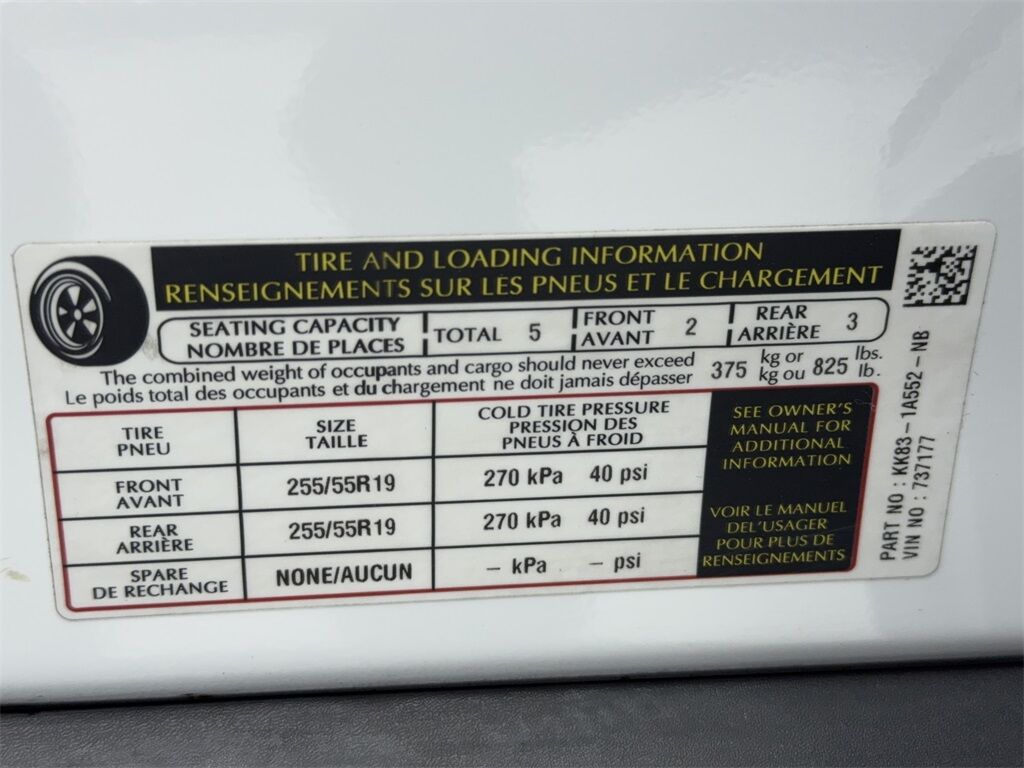 TIRE AND LOADING INFORMATION
RENSEIGNEMENTS SUR LES PNEUS ET LE CHARGEMENT
SEATING CAPACITY
NOMBRE DE PLACES
TOTAL 5
FRONT
AVANT 2
REAR
ARRIÈRE 3
The combined weight of occupants and cargo should never exceed 375 kg or 825 lbs.
Le poids total des occupants et du chargement ne doit jamais dépasser kg ou lb.
TIRE
PNEU
SIZE
TAILLE
COLD TIRE PRESSURE
PRESSION DES
PNEUS À FROID
FRONT
AVANT
255/55R19
270 kPa 40 psi
REAR
ARRIÈRE
255/55R19
270 kPa 40 psi
SPARE
DE RECHANGE
NONE/AUCUN
– kPa – psi
SEE OWNER'S
MANUAL FOR
ADDITIONAL
INFORMATION
VOIR LE MANUEL
DEL'USAGER
POUR PLUS DE
RENSEIGNEMENTS
PART NO : KK83–1A552–NB
VIN NO : 737177